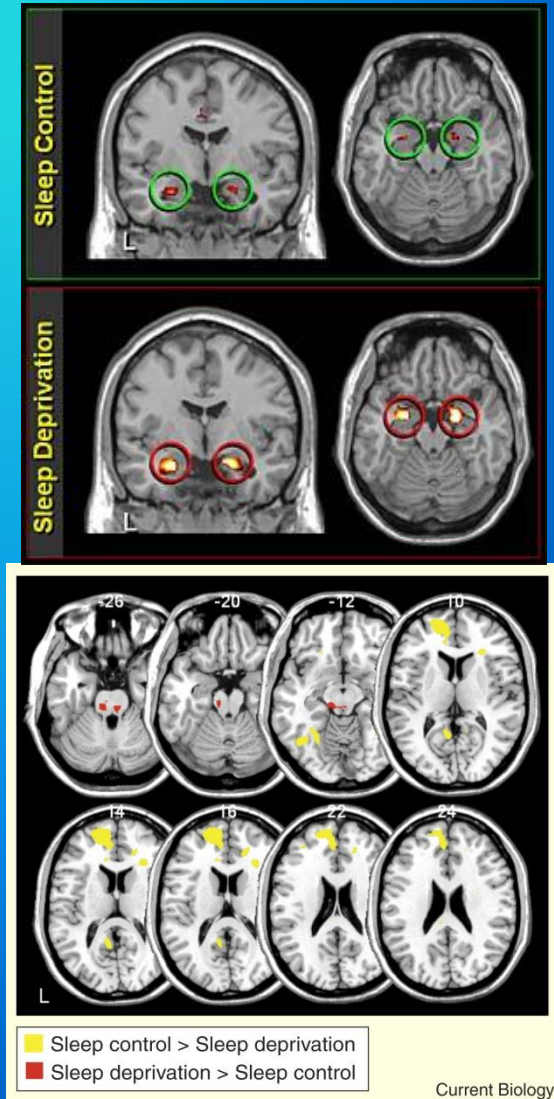 Sleep Control
L
Sleep Deprivation
L
-26 -20 -12 10
14 16 22 24
L
Sleep control > Sleep deprivation
Sleep deprivation > Sleep control
Current Biology